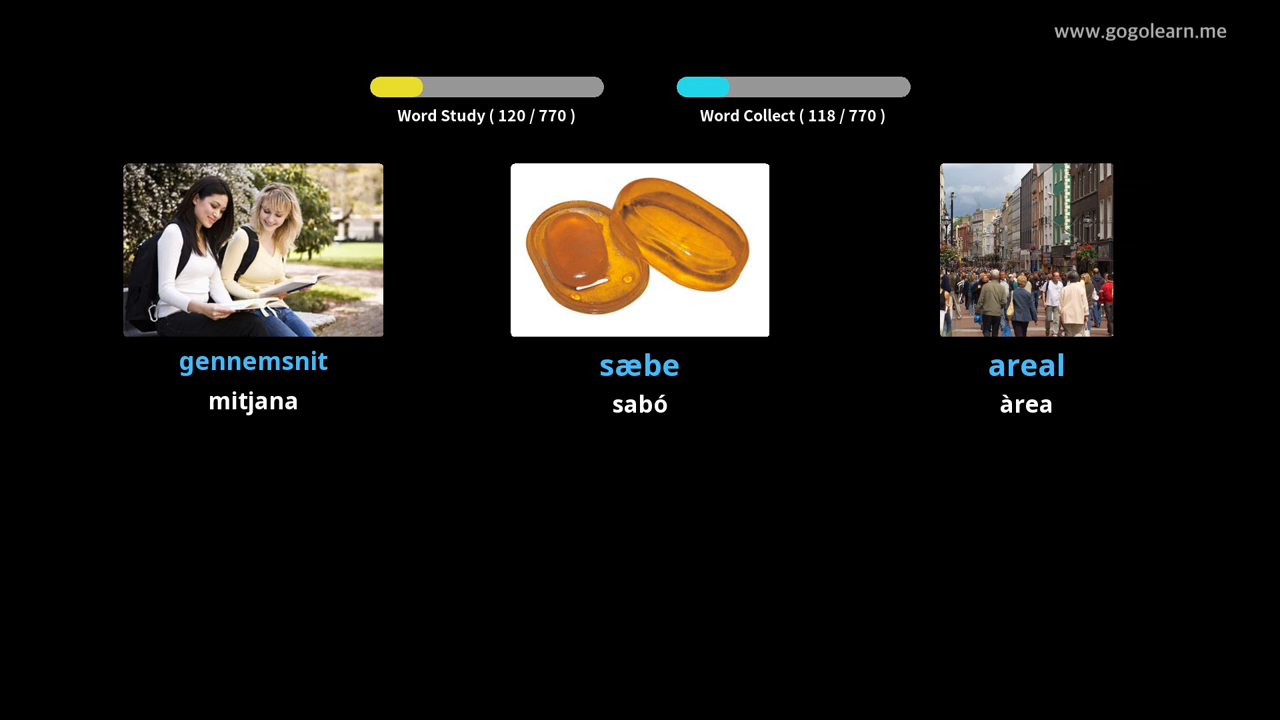 www.gogolearn.me
Word Study ( 120 / 770 )
Word Collect ( 118 / 770 )
gennemsnit
mitjana
sæbe
sabó
areal
àrea